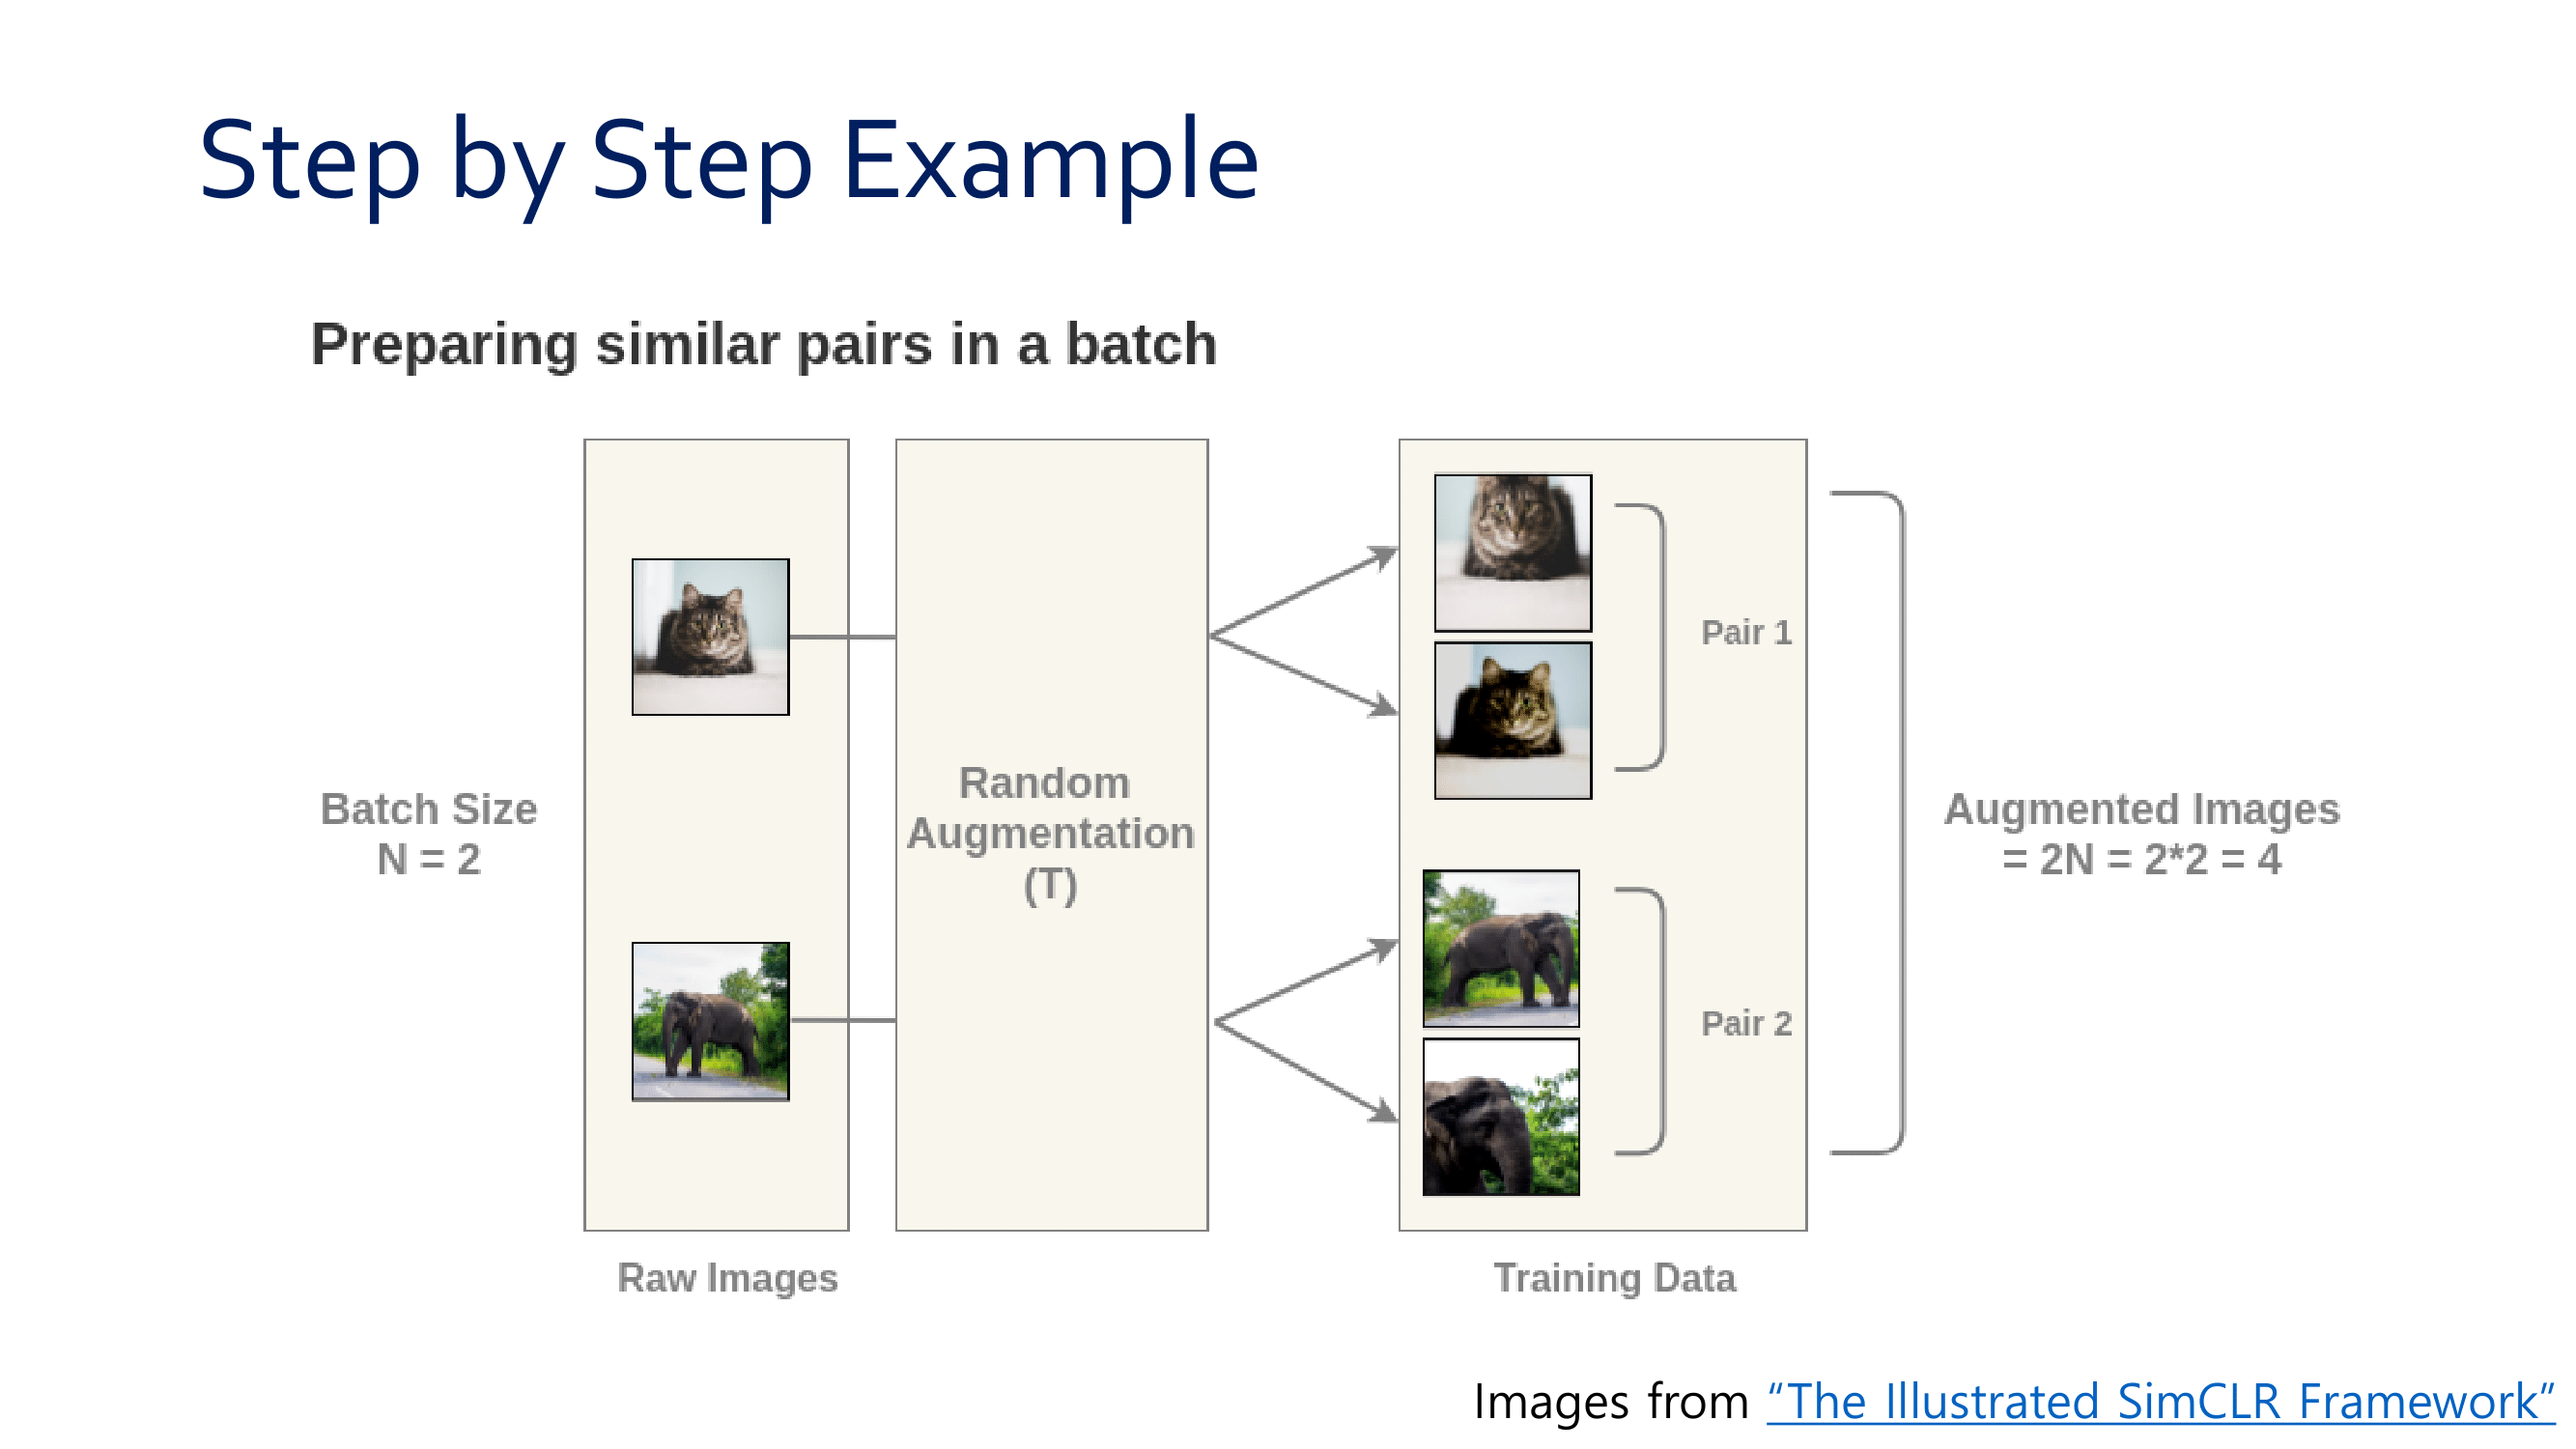 Step by Step Example
Preparing similar pairs in a batch
Batch Size
N = 2
Random
Augmentation
(T)
Pair 1
Pair 2
Augmented Images
= 2N = 2*2 = 4
Raw Images
Training Data
Images from “The Illustrated SimCLR Framework”